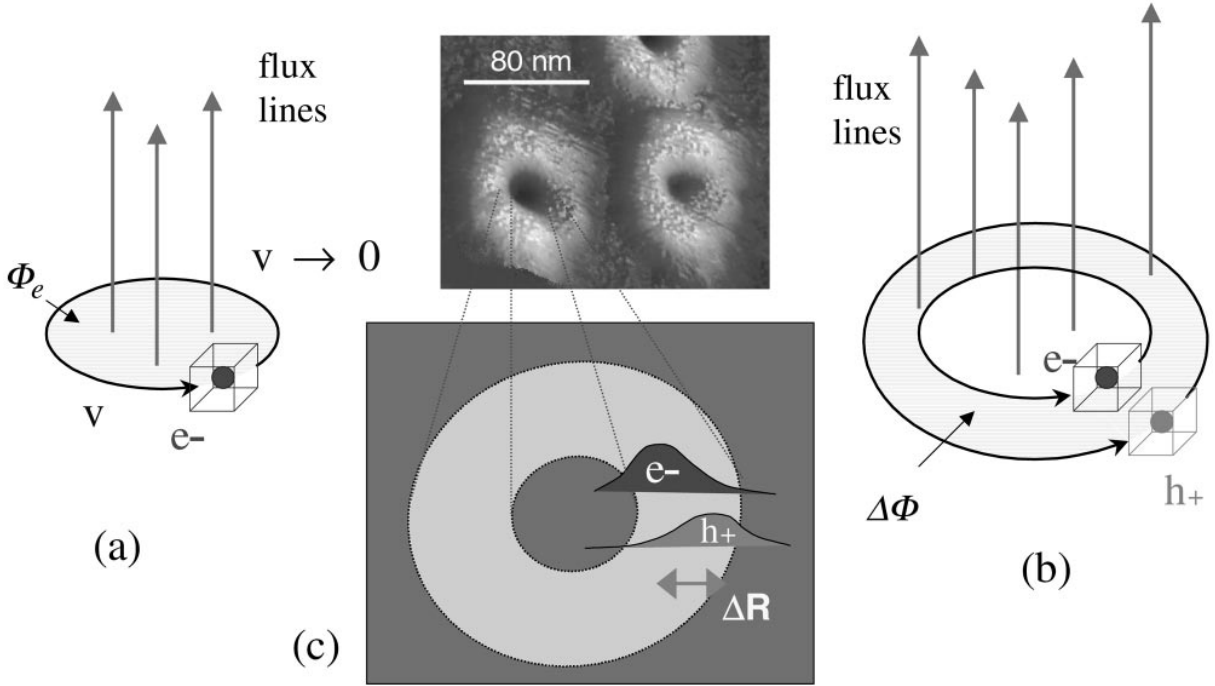 flux
lines
Φe
v → 0
v
e-
(a)
80 nm
e-
h+
ΔR
(c)
flux
lines
e-
h+
ΔΦ
(b)